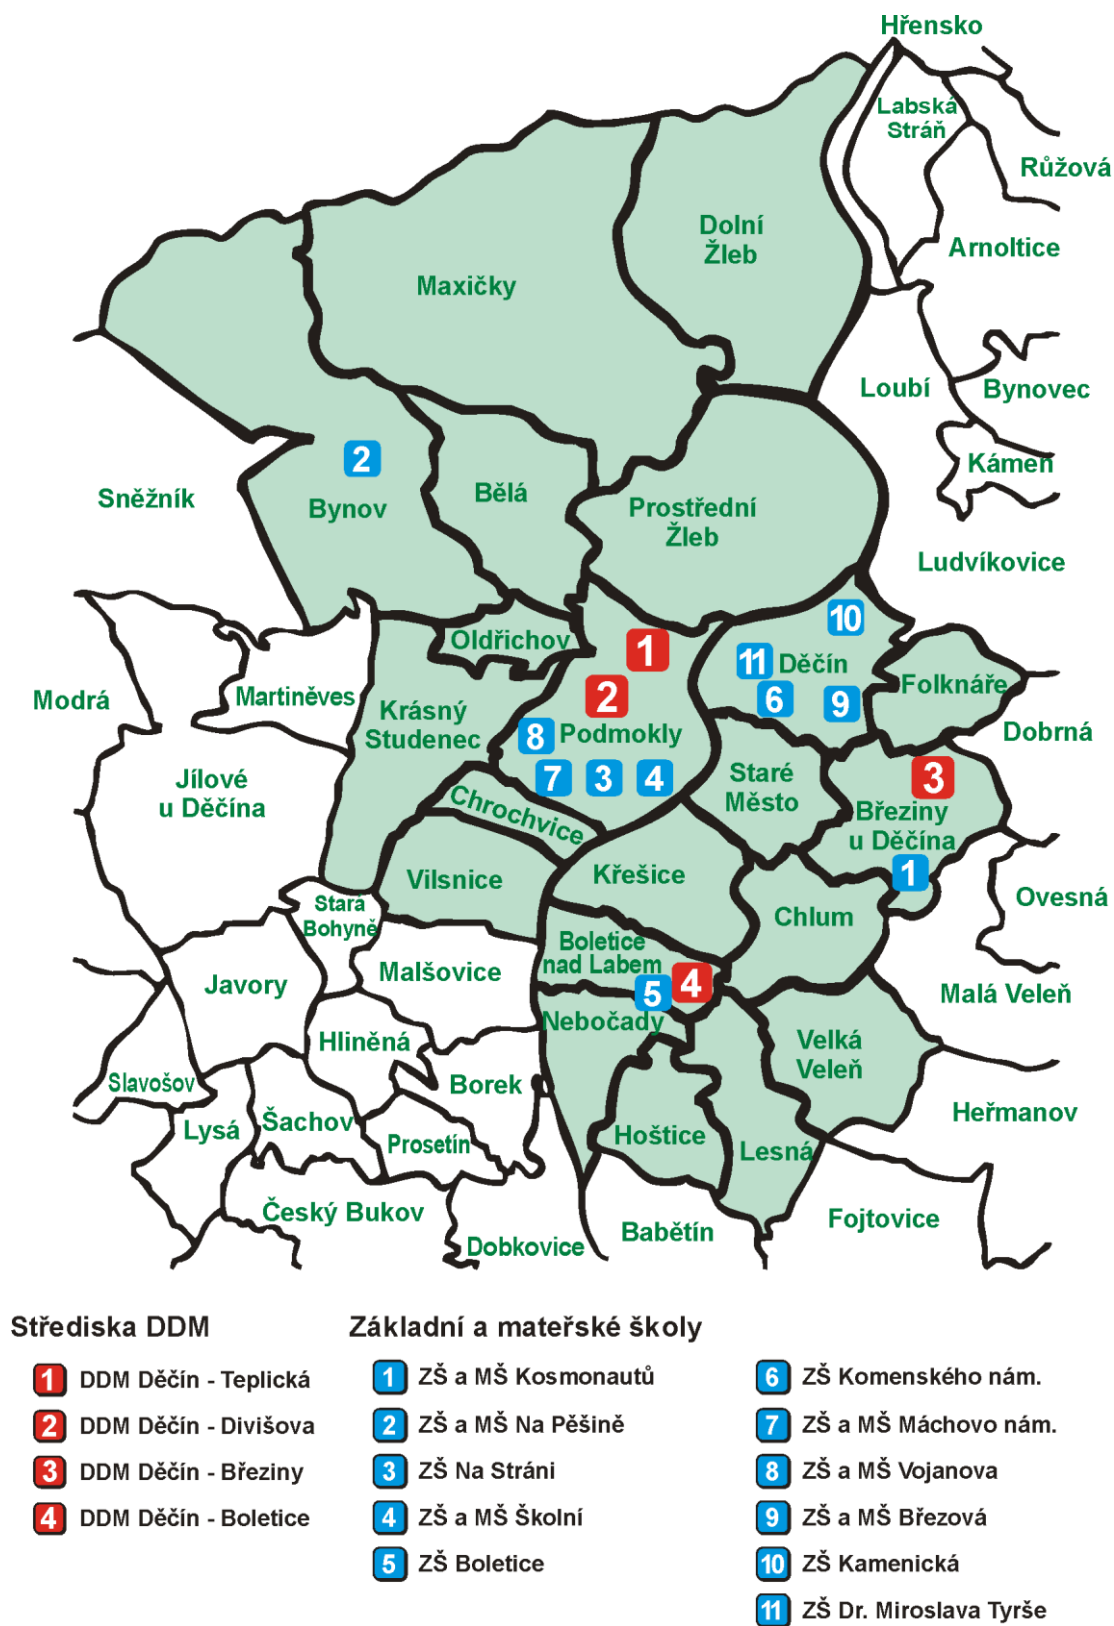 Hřensko
Labská
Stráň
Růžová
Dolní
Žleb
Arnoltice
Maxičky
Loubí
Bynovec
2
Kámen
Sněžník
Bynov
Bělá
Prostřední
Žleb
Ludvíkovice
10
Oldřichov
1
11
Děčín
Folknáře
Modrá
Martiněves
2
6
9
Krásný
Studenec
8
Podmokly
Dobrná
7
3
4
Staré
Město
3
Jílové
u Děčína
Chrochvice
Březiny
u Děčína
Vilsnice
Křešice
1
Stará
Bohyně
Chlum
Ovesná
Boletice
nad Labem
Malšovice
Javory
5
4
Malá Veleň
Nebočady
Hliněná
Velká
Veleň
Slavošov
Borek
Heřmanov
Lysá
Šachov
Prosetín
Hoštice
Lesná
Český Bukov
Dobkovice
Babětín
Fojtovice
Střediska DDM
1 DDM Děčín - Teplická
2 DDM Děčín - Divišova
3 DDM Děčín - Březiny
4 DDM Děčín - Boletice
Základní a mateřské školy
1 ZŠ a MŠ Kosmonautů
2 ZŠ a MŠ Na Pěšině
3 ZŠ Na Stráni
4 ZŠ a MŠ Školní
5 ZŠ Boletice
6 ZŠ Komenského nám.
7 ZŠ a MŠ Máchovo nám.
8 ZŠ a MŠ Vojanova
9 ZŠ a MŠ Březová
10 ZŠ Kamenická
11 ZŠ Dr. Miroslava Tyrše